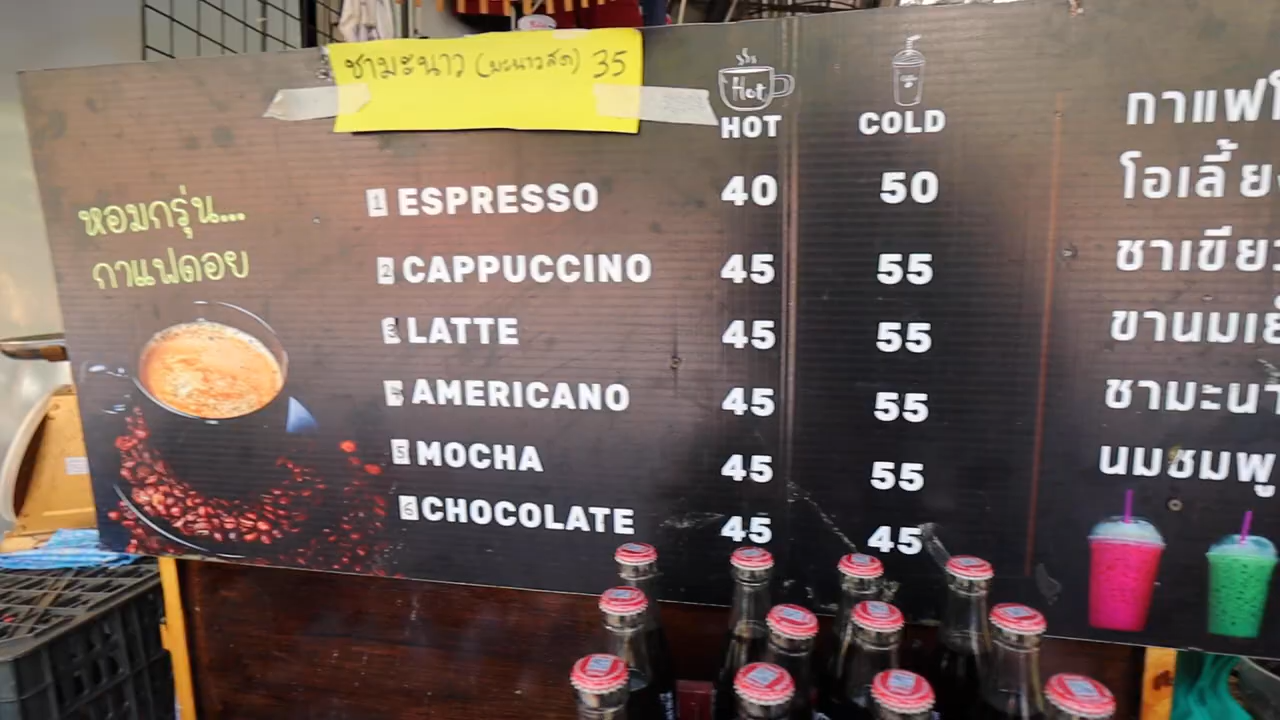 ชามะนาว (มะนาวสด) 35
Hot
HOT COLD
หอมกรุ่น...
กาแฟดอย
1 ESPRESSO 40 50
2 CAPPUCCINO 45 55
3 LATTE 45 55
AMERICANO 45 55
5 MOCHA 45 55
6 CHOCOLATE 45 45
กาแฟ
โอเลี้ยง
ชาเขียว
ชานมเย็
ชามะนา
นมชมพู